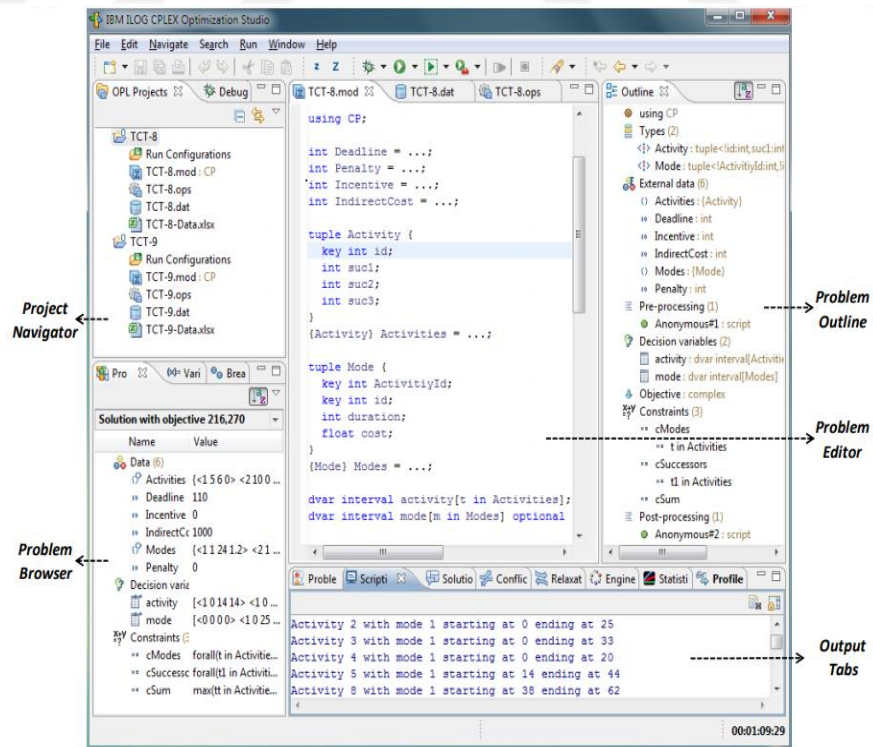 IBM ILOG CPLEX Optimization Studio
File Edit Navigate Search Run Window Help
OPL Projects
Debug
TCT-8
Run Configurations
TCT-8.mod : CP
TCT-8.ops
TCT-8.dat
TCT-8-Data.xlsx
TCT-9
Run Configurations
TCT-9.mod : CP
TCT-9.ops
TCT-9.dat
TCT-9-Data.xlsx
Project
Navigator
TCT-8.mod
TCT-8.dat
TCT-8.ops
using CP;
int Deadline = ...;
int Penalty = ...;
int Incentive = ...;
int IndirectCost = ...;
tuple Activity {
key int id;
int suc1;
int suc2;
int suc3;
}
{Activity} Activities = ...;
tuple Mode {
key int ActivitiyId;
key int id;
int duration;
float cost;
}
{Mode} Modes = ...;
dvar interval activity[t in Activities];
dvar interval mode[m in Modes] optional
Outline
using CP
Types (2)
Activity : tuple<!id:int,suc1:int
Mode : tuple<!ActivitiyId:int,!i
External data (6)
Activities : {Activity}
Deadline : int
Incentive : int
IndirectCost : int
Modes : {Mode}
Penalty : int
Pre-processing (1)
Anonymous#1 : script
Decision variables (2)
activity : dvar interval[Activitie
mode : dvar interval[Modes]
Objective : complex
Constraints (3)
cModes
t in Activities
cSuccessors
t1 in Activities
cSum
Post-processing (1)
Anonymous#2 : script
Problem
Outline
Problem
Editor
Pro
(x)= Vari
Brea
Solution with objective 216,270
Name Value
Data (6)
Activities {<1 5 6 0> <2 10 0 ...
Deadline 110
Incentive 0
IndirectCc 1000
Modes {<1 1 24 1.2> <2 1 ...
Penalty 0
Decision varia
activity [<1 0 14 14> <1 0 ...
mode [<0 0 0 0> <1 0 25 ...
Constraints (3
cModes forall(t in Activitie...
cSuccessc forall(t1 in Activiti...
cSum max(tt in Activitie...
Problem
Browser
Proble
Scripti
Solutio
Conflic
Relaxat
Engine
Statisti
Profile
Activity 2 with mode 1 starting at 0 ending at 25
Activity 3 with mode 1 starting at 0 ending at 33
Activity 4 with mode 1 starting at 0 ending at 20
Activity 5 with mode 1 starting at 14 ending at 44
Activity 8 with mode 1 starting at 38 ending at 62
Output
Tabs
00:01:09:29